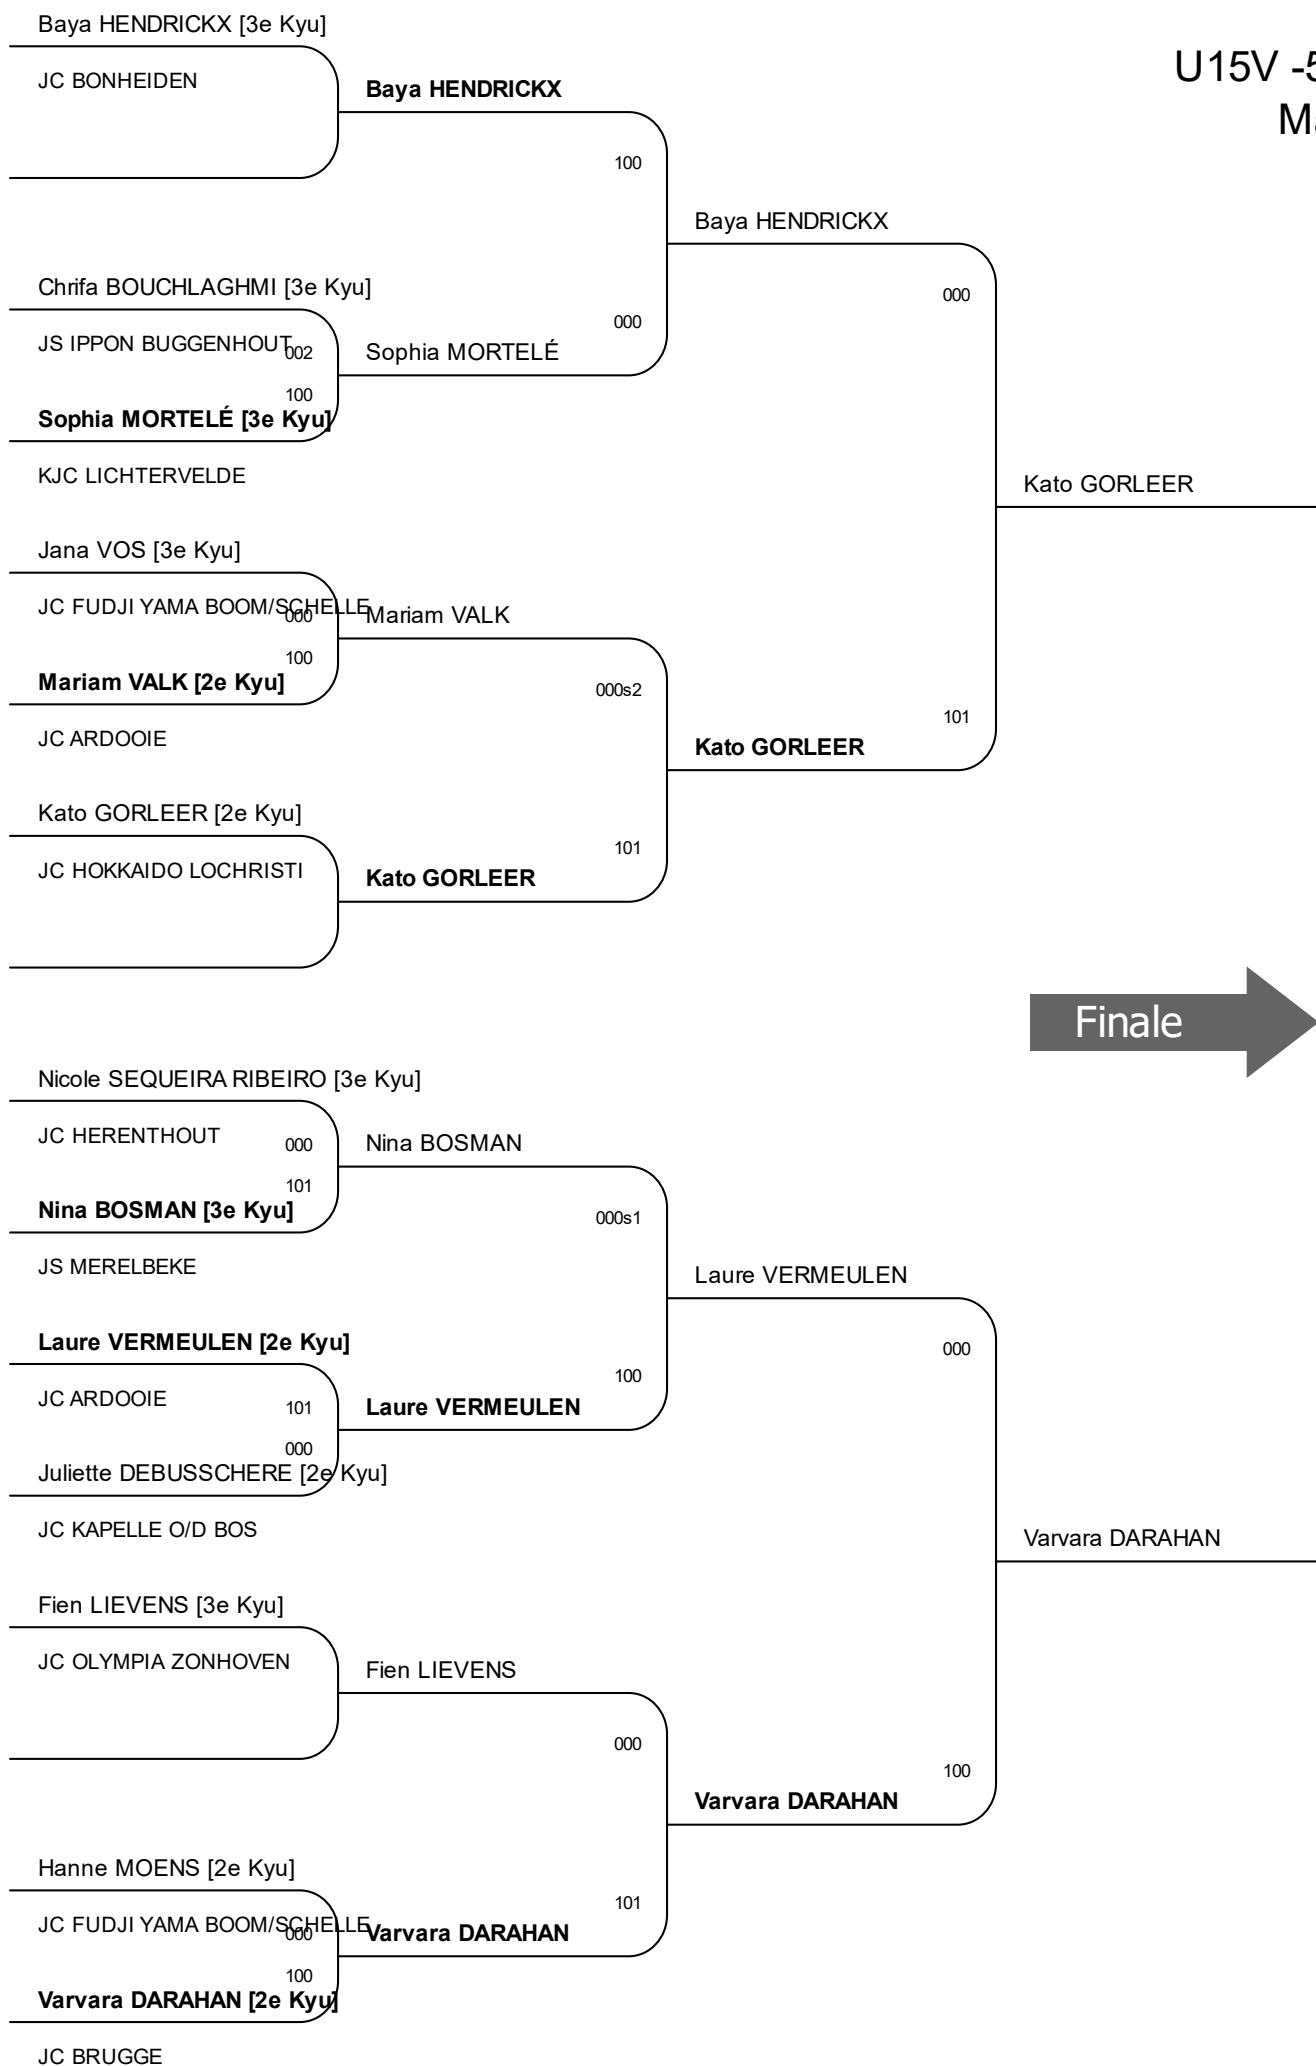 Baya HENDRICKX [3e Kyu]
JC BONHEIDEN
Baya HENDRICKX
U15V -5
Ma
100
Baya HENDRICKX
Chrifa BOUCHLAGHMI [3e Kyu]
000
JS IPPON BUGGENHOUT
002
000
Sophia MORTELÉ
100
Sophia MORTELÉ [3e Kyu]
KJC LICHTERVELDE
Kato GORLEER
Jana VOS [3e Kyu]
JC FUDJI YAMA BOOM/SCHELLE
000
Mariam VALK
100
Mariam VALK [2e Kyu]
000s2
101
JC ARDOOIE
Kato GORLEER
Kato GORLEER [2e Kyu]
101
JC HOKKAIDO LOCHRISTI
Kato GORLEER
Finale
Nicole SEQUEIRA RIBEIRO [3e Kyu]
JC HERENTHOUT
000
Nina BOSMAN
101
Nina BOSMAN [3e Kyu]
000s1
JS MERELBEKE
Laure VERMEULEN
Laure VERMEULEN [2e Kyu]
000
100
JC ARDOOIE
101
Laure VERMEULEN
000
Juliette DEBUSSCHERE [2e Kyu]
JC KAPELLE O/D BOS
Varvara DARAHAN
Fien LIEVENS [3e Kyu]
JC OLYMPIA ZONHOVEN
Fien LIEVENS
000
100
Varvara DARAHAN
Hanne MOENS [2e Kyu]
101
JC FUDJI YAMA BOOM/SCHELLE
000
Varvara DARAHAN
100
Varvara DARAHAN [2e Kyu]
JC BRUGGE